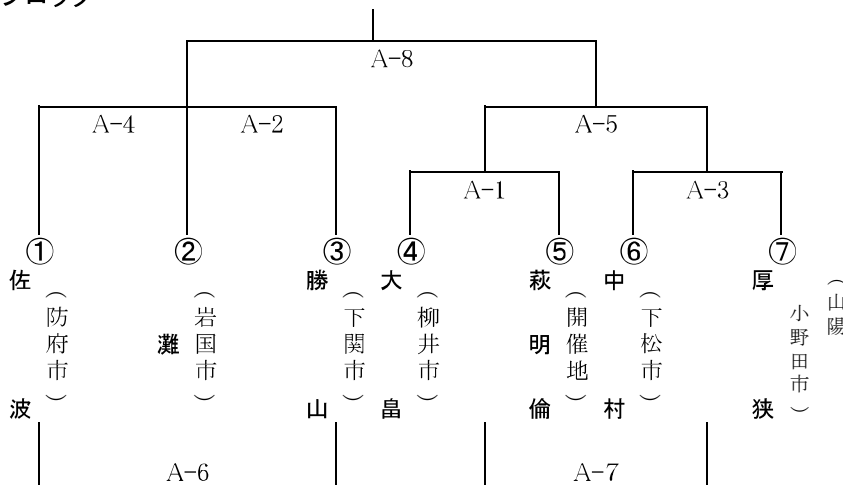 ブロック
A-8
A-4
A-2
A-5
A-1
A-3
①
②
③
④
⑤
⑥
⑦
佐波
（防府市）
灘
（岩国市）
勝山
（下関市）
大畠
（柳井市）
萩明倫
（開催地）
中村
（下松市）
厚狭
（山陽
小野田市）
A-6
A-7